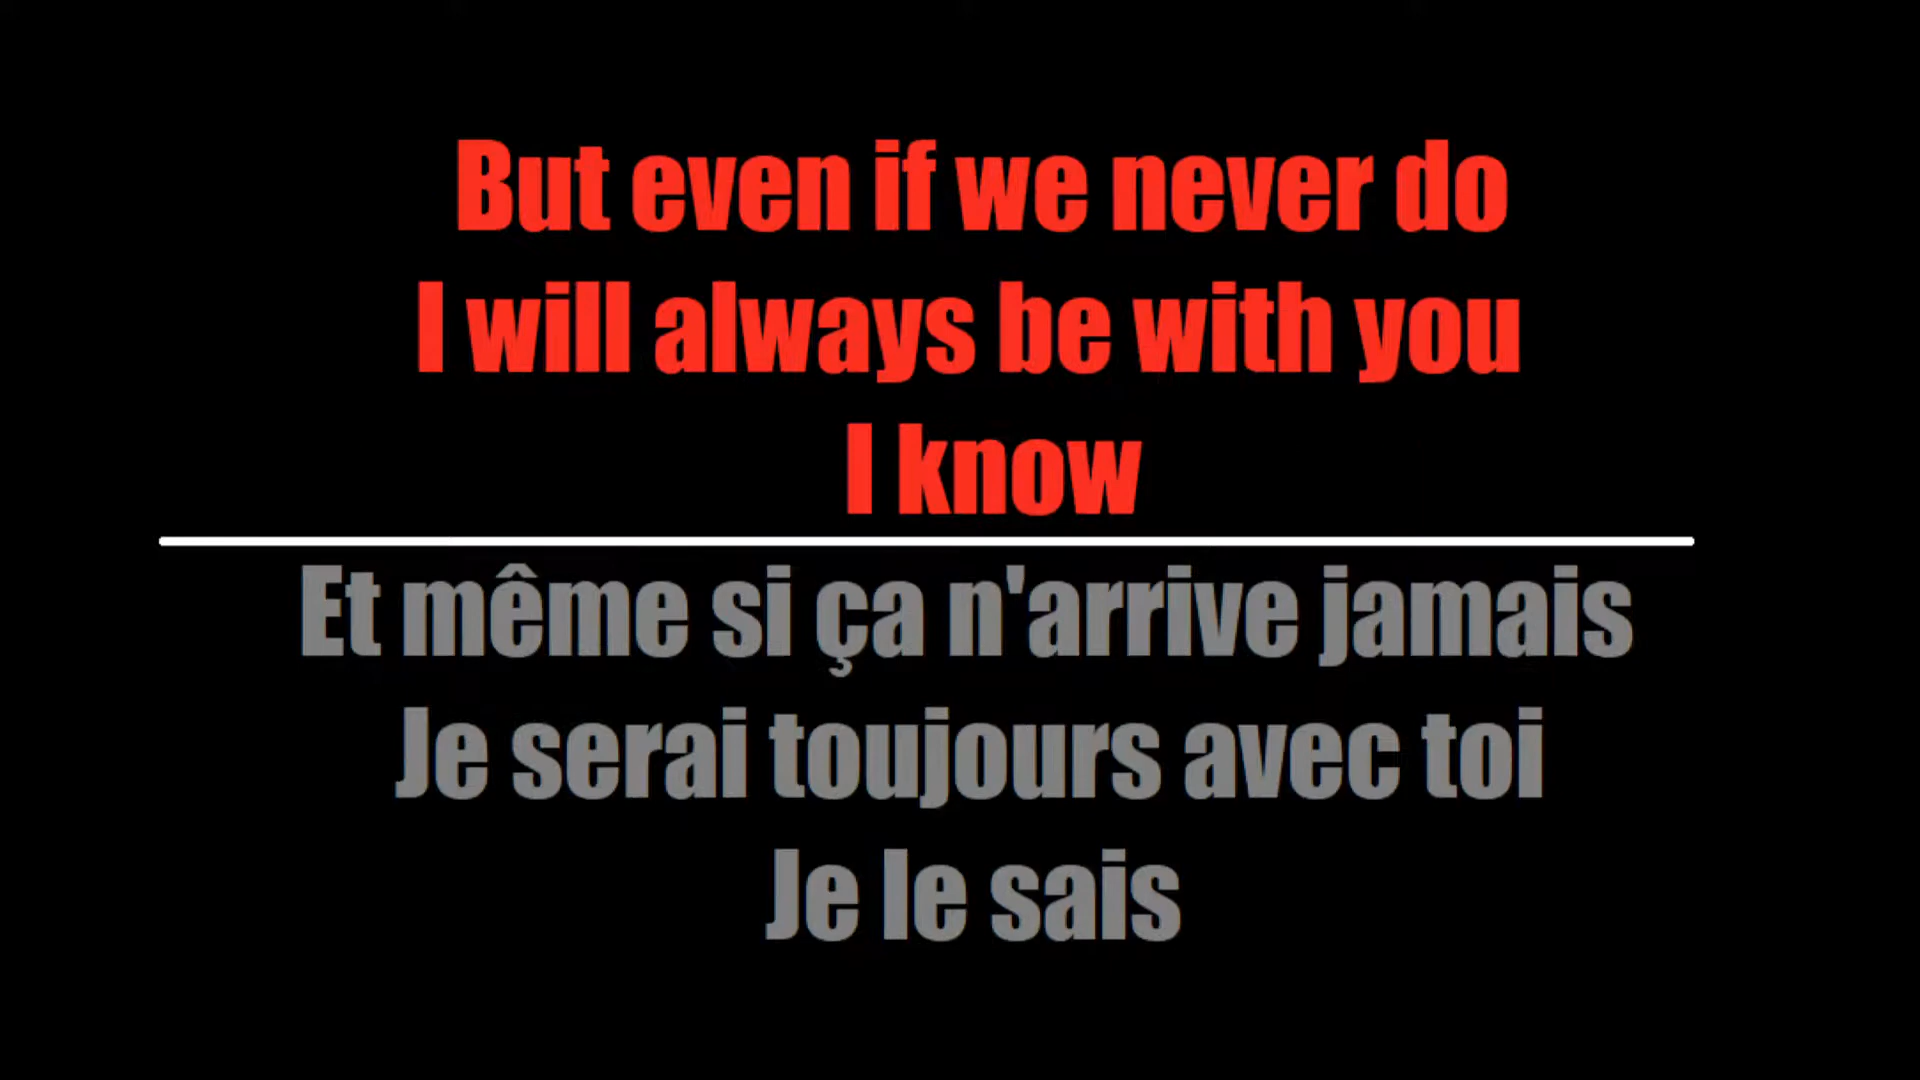 But even if we never do
I will always be with you
I know
Et même si ça n'arrive jamais
Je serai toujours avec toi
Je le sais